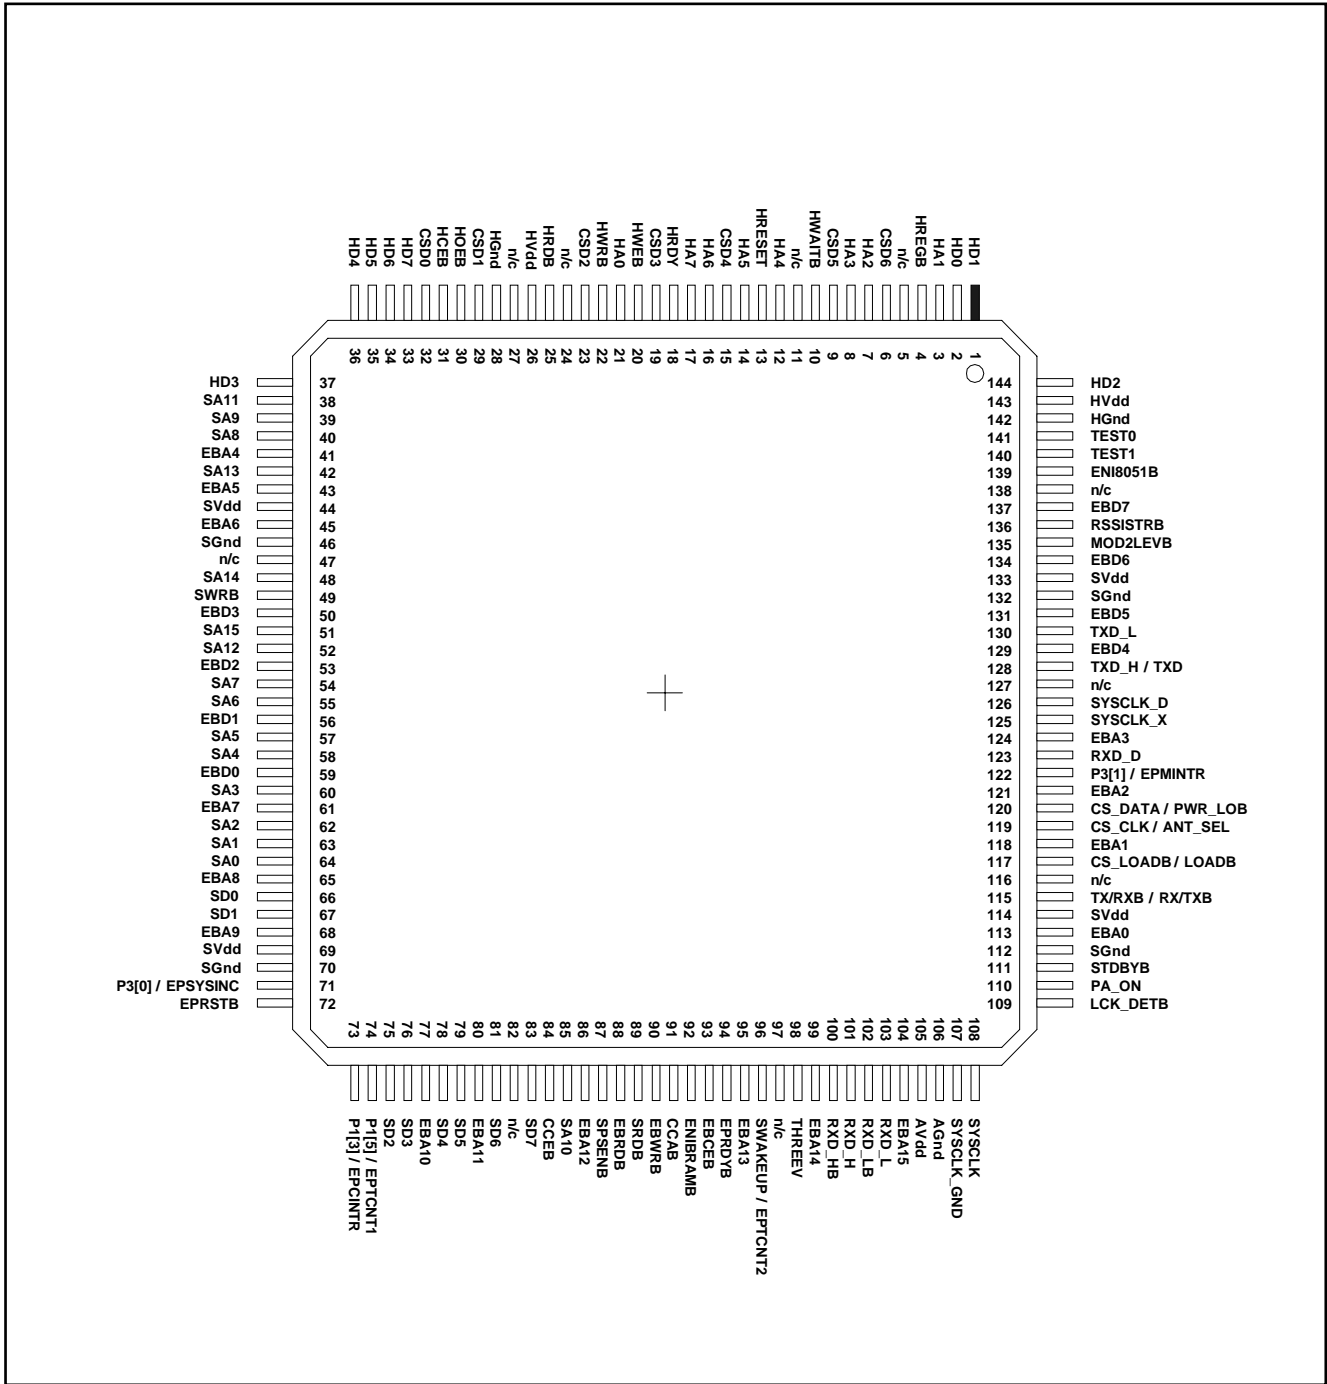 HD4
HD5
HD6
HD7
CSD0
HCEB
HOEB
CSD1
HGnd
n/c
HVdd
HRDB
n/c
CSD2
HWRB
HA0
HWEB
CSD3
HRDY
HA7
HA6
CSD4
HA5
HRESET
HA4
n/c
HWAITB
CSD5
HA3
HA2
CSD6
n/c
HREGB
HA1
HD0
HD1
36
35
34
33
32
31
30
29
28
27
26
25
24
23
22
21
20
19
18
17
16
15
14
13
12
11
10
9
8
7
6
5
4
3
2
1
HD3 37 144 HD2
SA11 38 143 HVdd
SA9 39 142 HGnd
SA8 40 141 TEST0
EBA4 41 140 TEST1
SA13 42 139 ENI8051B
EBA5 43 138 n/c
SVdd 44 137 EBD7
EBA6 45 136 RSSISTRB
SGnd 46 135 MOD2LEVB
n/c 47 134 EBD6
SA14 48 133 SVdd
SWRB 49 132 SGnd
EBD3 50 131 EBD5
SA15 51 130 TXD_L
SA12 52 129 EBD4
EBD2 53 128 TXD_H / TXD
SA7 54 127 n/c
SA6 55 126 SYSCLK_D
EBD1 56 125 SYSCLK_X
SA5 57 124 EBA3
SA4 58 123 RXD_D
EBD0 59 122 P3[1] / EPMINTR
SA3 60 121 EBA2
EBA7 61 120 CS_DATA / PWR_LOB
SA2 62 119 CS_CLK / ANT_SEL
SA1 63 118 EBA1
SA0 64 117 CS_LOADB / LOADB
EBA8 65 116 n/c
SD0 66 115 TX/RXB / RX/TXB
SD1 67 114 SVdd
EBA9 68 113 EBA0
SVdd 69 112 SGnd
SGnd 70 111 STDBYB
P3[0] / EPSYSINC 71 110 PA_ON
EPRSTB 72 109 LCK_DETB
73
74
75
76
77
78
79
80
81
82
83
84
85
86
87
88
89
90
91
92
93
94
95
96
97
98
99
100
101
102
103
104
105
106
107
108
P1[3] / EPCINTR
P1[5] / EPTCNT1
SD2
SD3
EBA10
SD4
SD5
EBA11
SD6
n/c
SD7
CCEB
SA10
EBA12
SPSENB
EBRDB
SRDB
EBWRB
CCAB
ENIBRAMB
EBCEB
EPRDYB
EBA13
SWAKEUP / EPTCNT2
n/c
THREEV
EBA14
RXD_HB
RXD_H
RXD_LB
RXD_L
EBA15
AVdd
AGnd
SYSCLK_GND
SYSCLK